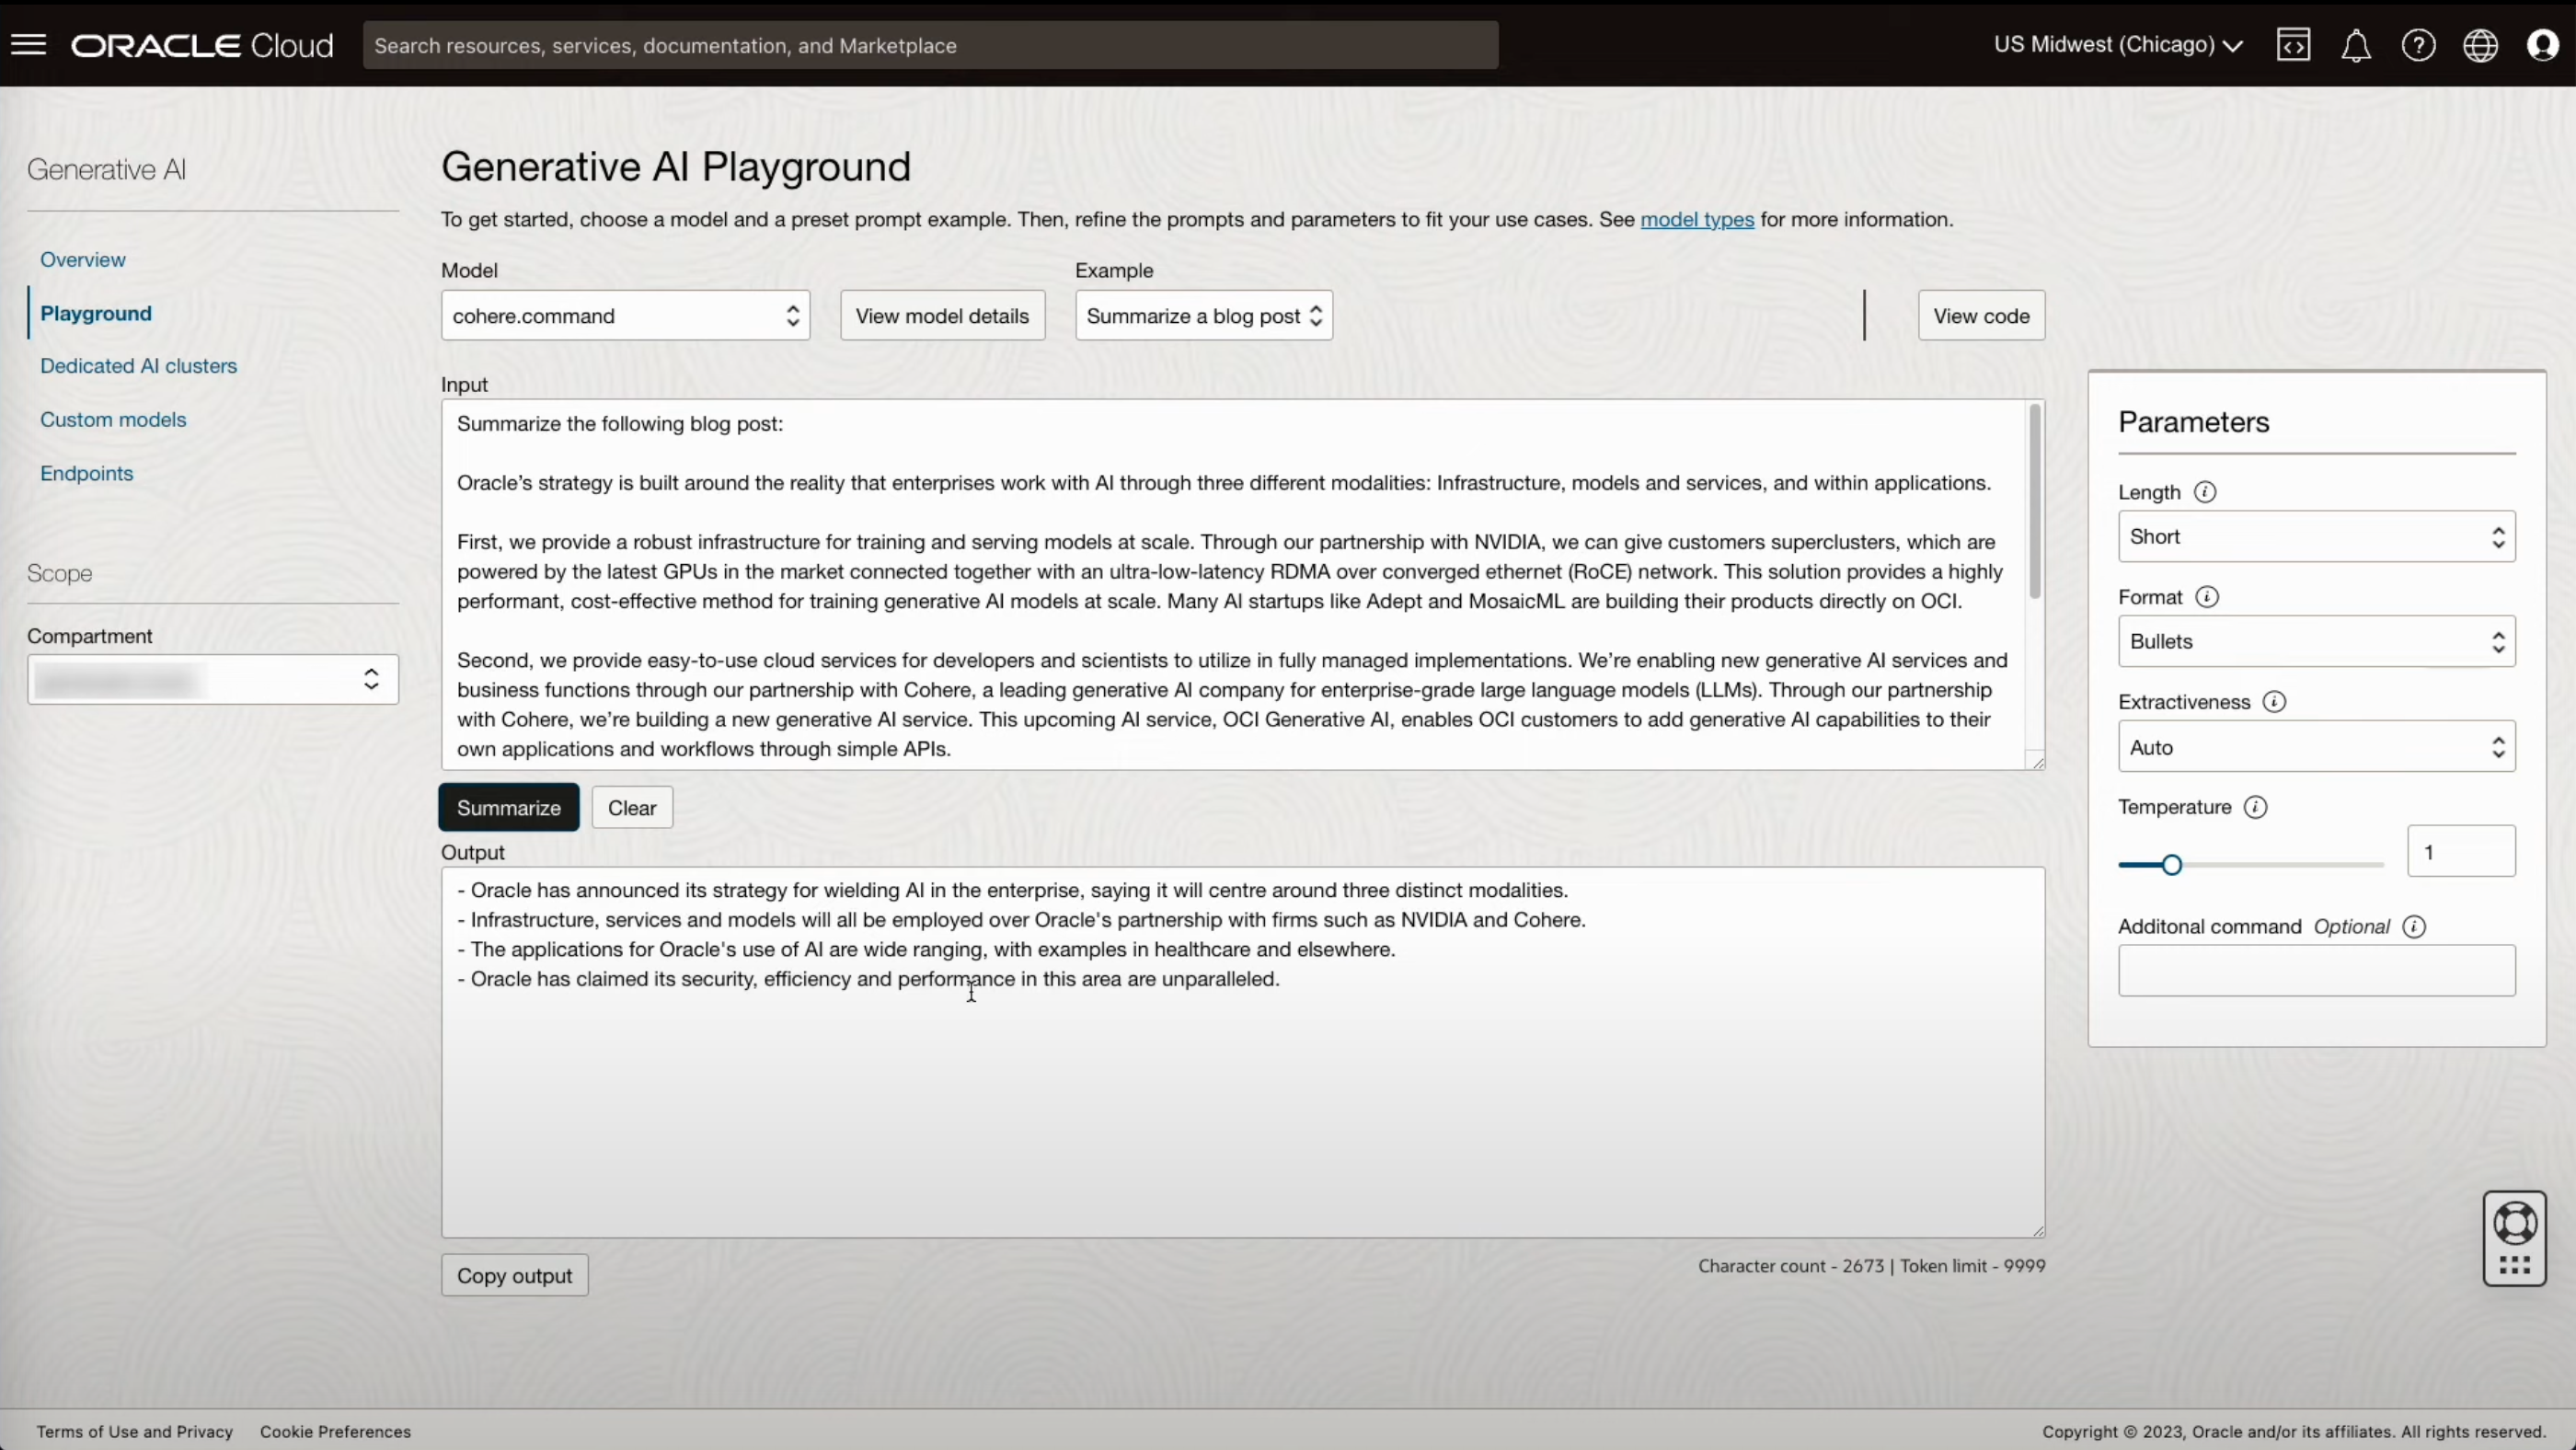 ORACLE Cloud
Search resources, services, documentation, and Marketplace
US Midwest (Chicago)
Generative AI
Overview
Playground
Dedicated AI clusters
Custom models
Endpoints
Scope
Compartment
Generative AI Playground
To get started, choose a model and a preset prompt example. Then, refine the prompts and parameters to fit your use cases. See model types for more information.
Model
Example
cohere.command
View model details
Summarize a blog post
View code
Input
Summarize the following blog post:
Oracle’s strategy is built around the reality that enterprises work with AI through three different modalities: Infrastructure, models and services, and within applications.
First, we provide a robust infrastructure for training and serving models at scale. Through our partnership with NVIDIA, we can give customers superclusters, which are
powered by the latest GPUs in the market connected together with an ultra-low-latency RDMA over converged ethernet (RoCE) network. This solution provides a highly
performant, cost-effective method for training generative AI models at scale. Many AI startups like Adept and MosaicML are building their products directly on OCI.
Second, we provide easy-to-use cloud services for developers and scientists to utilize in fully managed implementations. We’re enabling new generative AI services and
business functions through our partnership with Cohere, a leading generative AI company for enterprise-grade large language models (LLMs). Through our partnership
with Cohere, we’re building a new generative AI service. This upcoming AI service, OCI Generative AI, enables OCI customers to add generative AI capabilities to their
own applications and workflows through simple APIs.
Summarize
Clear
Output
- Oracle has announced its strategy for wielding AI in the enterprise, saying it will centre around three distinct modalities.
- Infrastructure, services and models will all be employed over Oracle's partnership with firms such as NVIDIA and Cohere.
- The applications for Oracle's use of AI are wide ranging, with examples in healthcare and elsewhere.
- Oracle has claimed its security, efficiency and performance in this area are unparalleled.
Copy output
Character count - 2673 | Token limit - 9999
Parameters
Length
Short
Format
Bullets
Extractiveness
Auto
Temperature
1
Additonal command Optional
Terms of Use and Privacy
Cookie Preferences
Copyright © 2023, Oracle and/or its affiliates. All rights reserved.